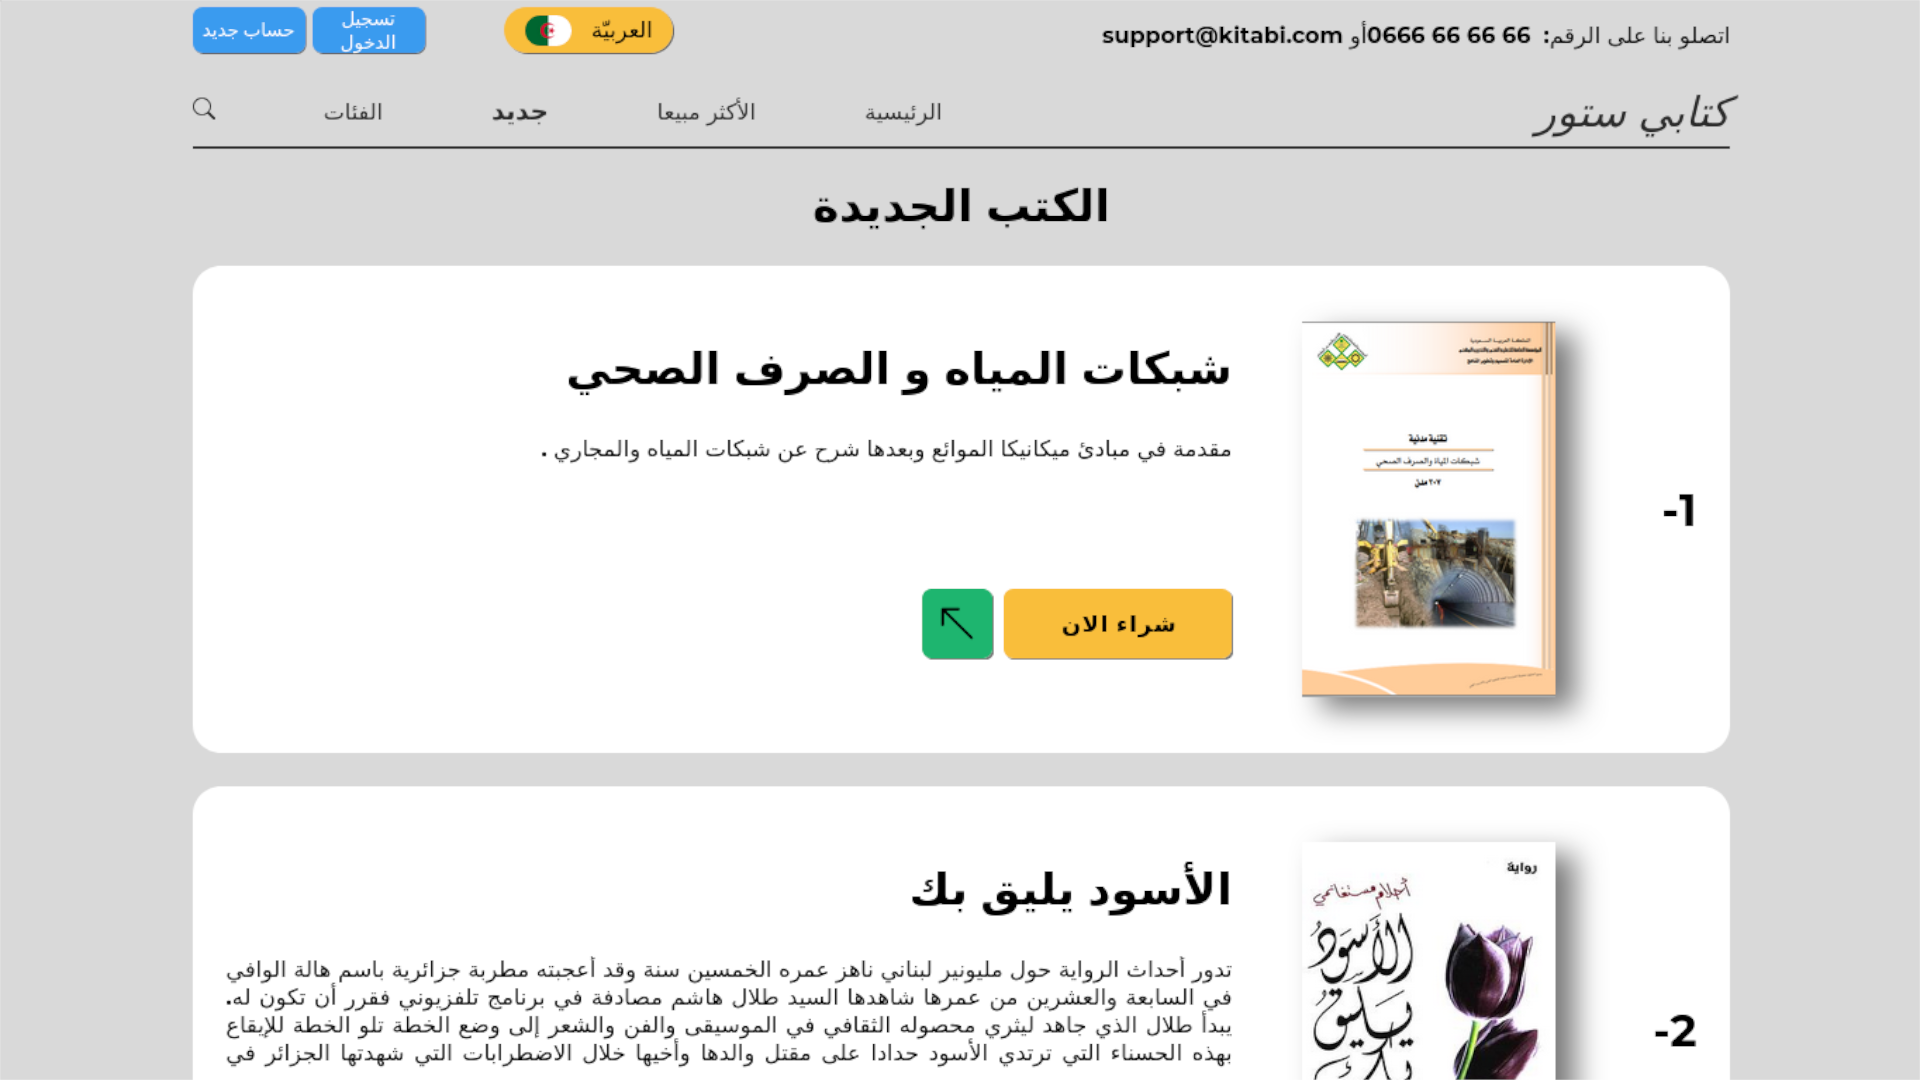 اتصلو بنا على الرقم: 0666 66 66 66 أو support@kitabi.com
العربيّة
تسجيل الدخول
حساب جديد
كتابي ستور
الرئيسية
الأكثر مبيعا
جديد
الفئات
الكتب الجديدة
-1
المملكة العربية السعودية
تقنية مدنية
شبكات المياة والصرف الصحي
٢٠٧ مدن
شبكات المياه و الصرف الصحي
مقدمة في مبادئ ميكانيكا الموائع وبعدها شرح عن شبكات المياه والمجاري .
شراء الان
-2
رواية
أحلام مستغانمي
الأسود
يليق
بك
الأسود يليق بك
تدور أحداث الرواية حول مليونير لبناني ناهز عمره الخمسين سنة وقد أعجبته مطربة جزائرية باسم هالة الوافي
في السابعة والعشرين من عمرها شاهدها السيد طلال هاشم مصادفة في برنامج تلفزيوني فقرر أن تكون له.
يبدأ طلال الذي جاهد ليثري محصوله الثقافي في الموسيقى والفن والشعر إلى وضع الخطة تلو الخطة للإيقاع
بهذه الحسناء التي ترتدي الأسود حدادا على مقتل والدها وأخيها خلال الاضطرابات التي شهدتها الجزائر في